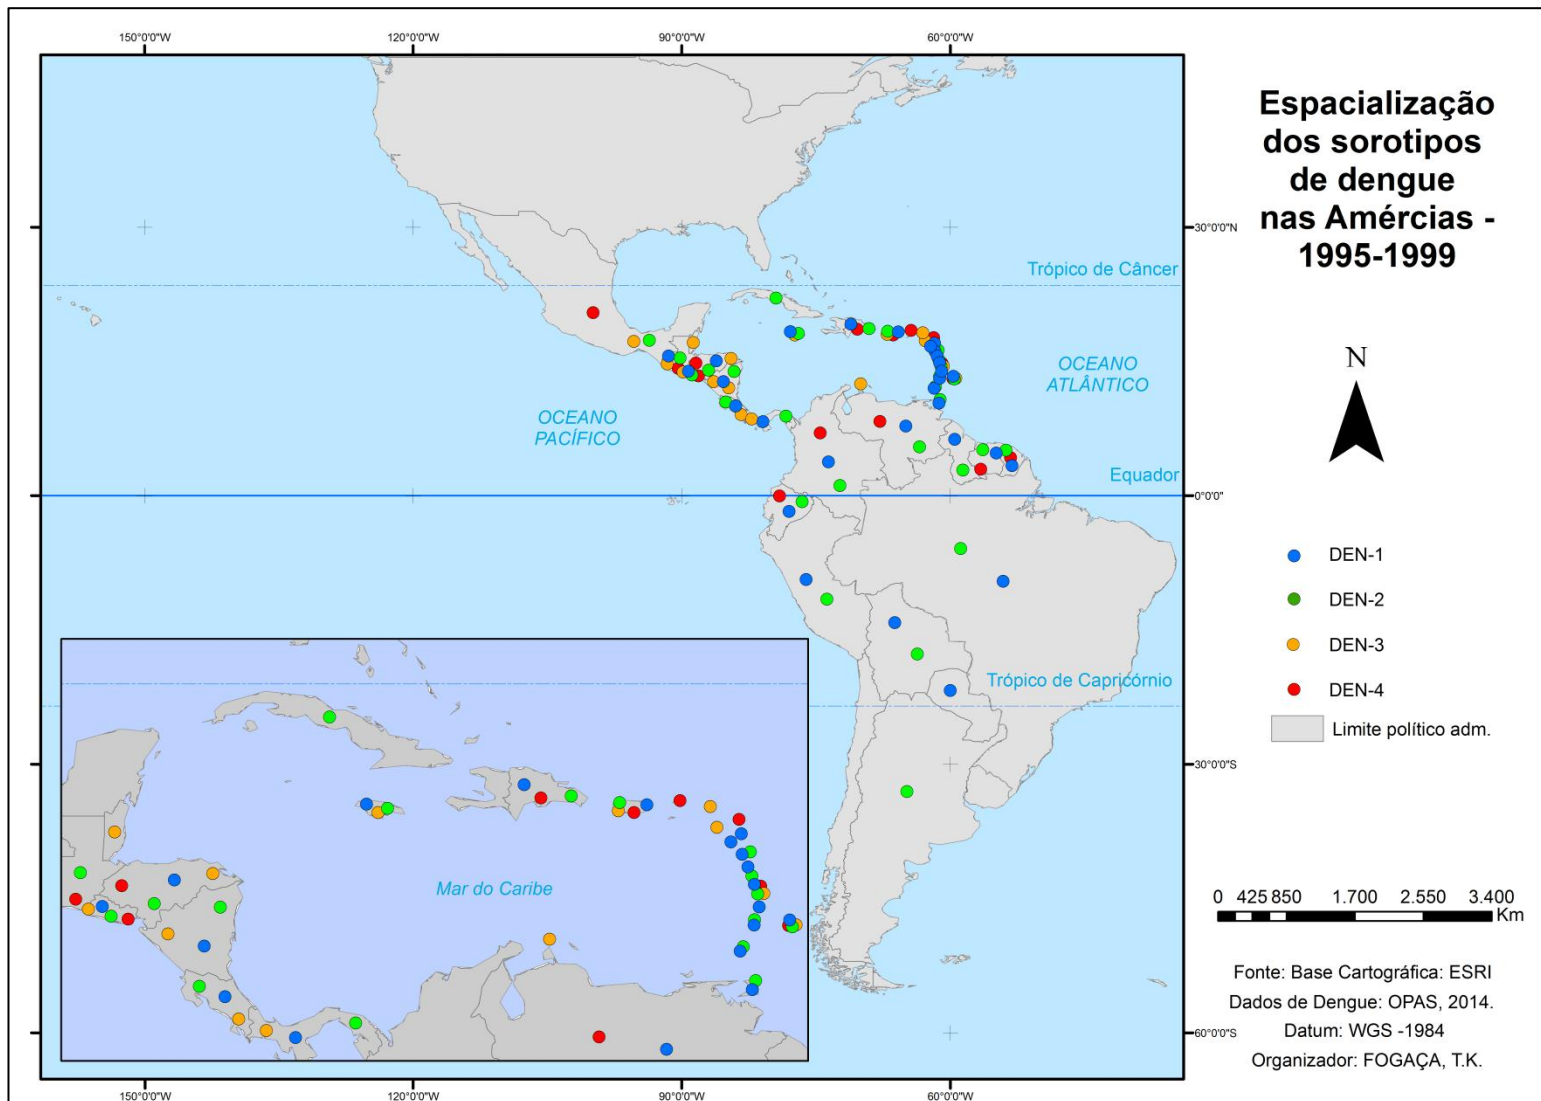 150°0'0"W
120°0'0"W
90°0'0"W
60°0'0"W
Espacialização
dos sorotipos
de dengue
nas Amércias -
1995-1999
30°0'0"N
Trópico de Câncer
OCEANO
ATLÂNTICO
OCEANO
PACÍFICO
N
Equador
0°0'0"
DEN-1
DEN-2
DEN-3
DEN-4
Limite político adm.
Trópico de Capricórnio
30°0'0"S
Mar do Caribe
0 425 850 1.700 2.550 3.400
Km
Fonte: Base Cartográfica: ESRI
Dados de Dengue: OPAS, 2014.
Datum: WGS -1984
Organizador: FOGAÇA, T.K.
60°0'0"S
150°0'0"W
120°0'0"W
90°0'0"W
60°0'0"W